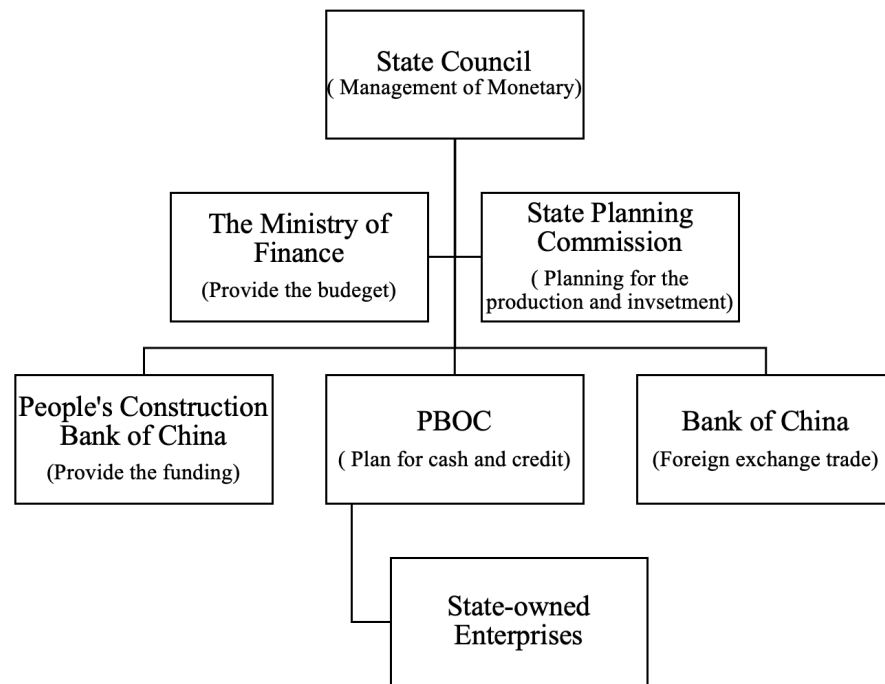 State Council
( Management of Monetary)
The Ministry of
Finance
(Provide the budeget)
State Planning
Commission
( Planning for the
production and invsetment)
People's Construction
Bank of China
(Provide the funding)
PBOC
( Plan for cash and credit)
Bank of China
(Foreign exchange trade)
State-owned
Enterprises